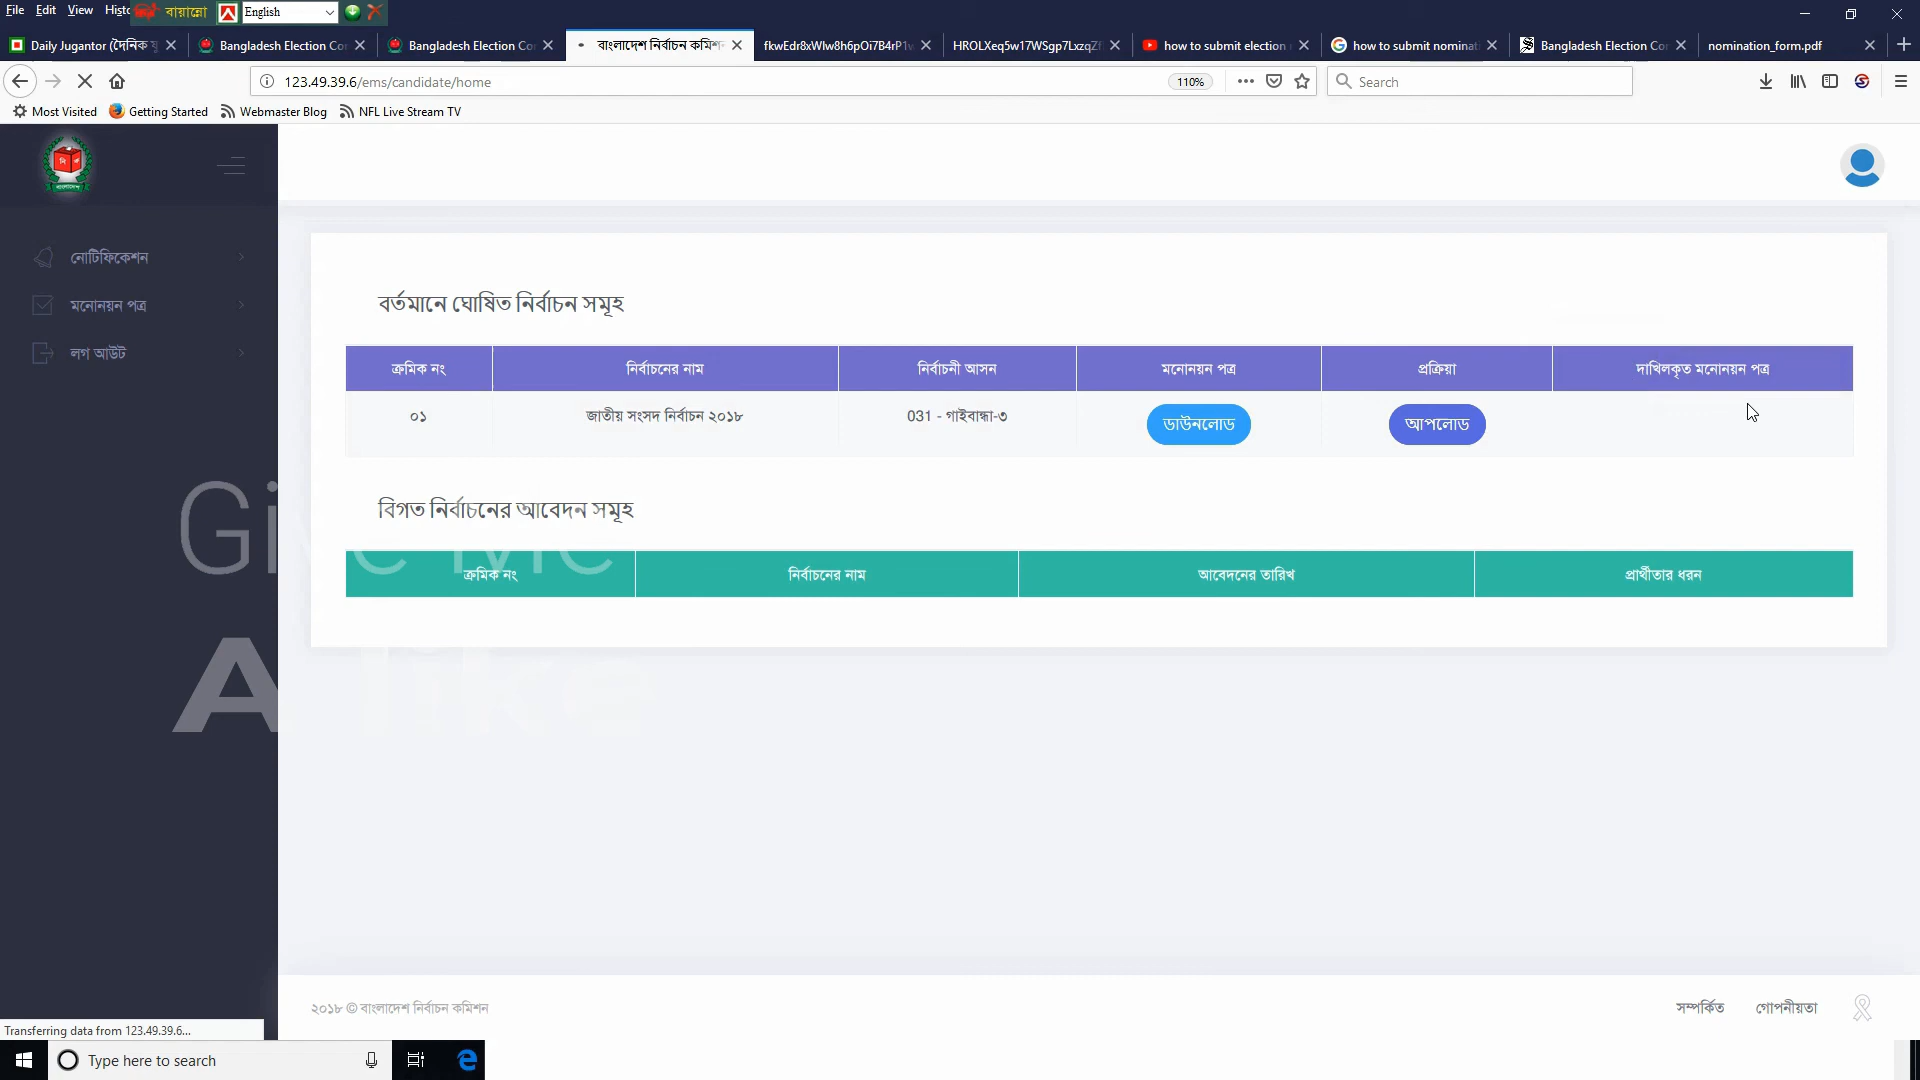 File Edit View Histo বায়ান্নো English
Daily Jugantor (দৈনিক যু Bangladesh Election Co Bangladesh Election Co বাংলাদেশ নির্বাচন কমিশ fkwEdr8xWIw8h6pOi7B4rP1 HROLXeq5w17WSgp7LxzqZ how to submit election how to submit nominat Bangladesh Election Co nomination_form.pdf
123.49.39.6/ems/candidate/home 110% Search
Most Visited Getting Started Webmaster Blog NFL Live Stream TV
নোটিফিকেশন
মনোনয়ন পত্র
লগ আউট
বর্তমানে ঘোষিত নির্বাচন সমূহ
ক্রমিক নং নির্বাচনের নাম নির্বাচনী আসন মনোনয়ন পত্র প্রক্রিয়া দাখিলকৃত মনোনয়ন পত্র
০১ জাতীয় সংসদ নির্বাচন ২০১৮ 031 - গাইবান্ধা-৩ ডাউনলোড আপলোড
বিগত নির্বাচনের আবেদন সমূহ
Give Me
ক্রমিক নং নির্বাচনের নাম আবেদনের তারিখ প্রার্থীতার ধরন
A like
২০১৮ © বাংলাদেশ নির্বাচন কমিশন সম্পর্কিত গোপনীয়তা
Transferring data from 123.49.39.6...
Type here to search